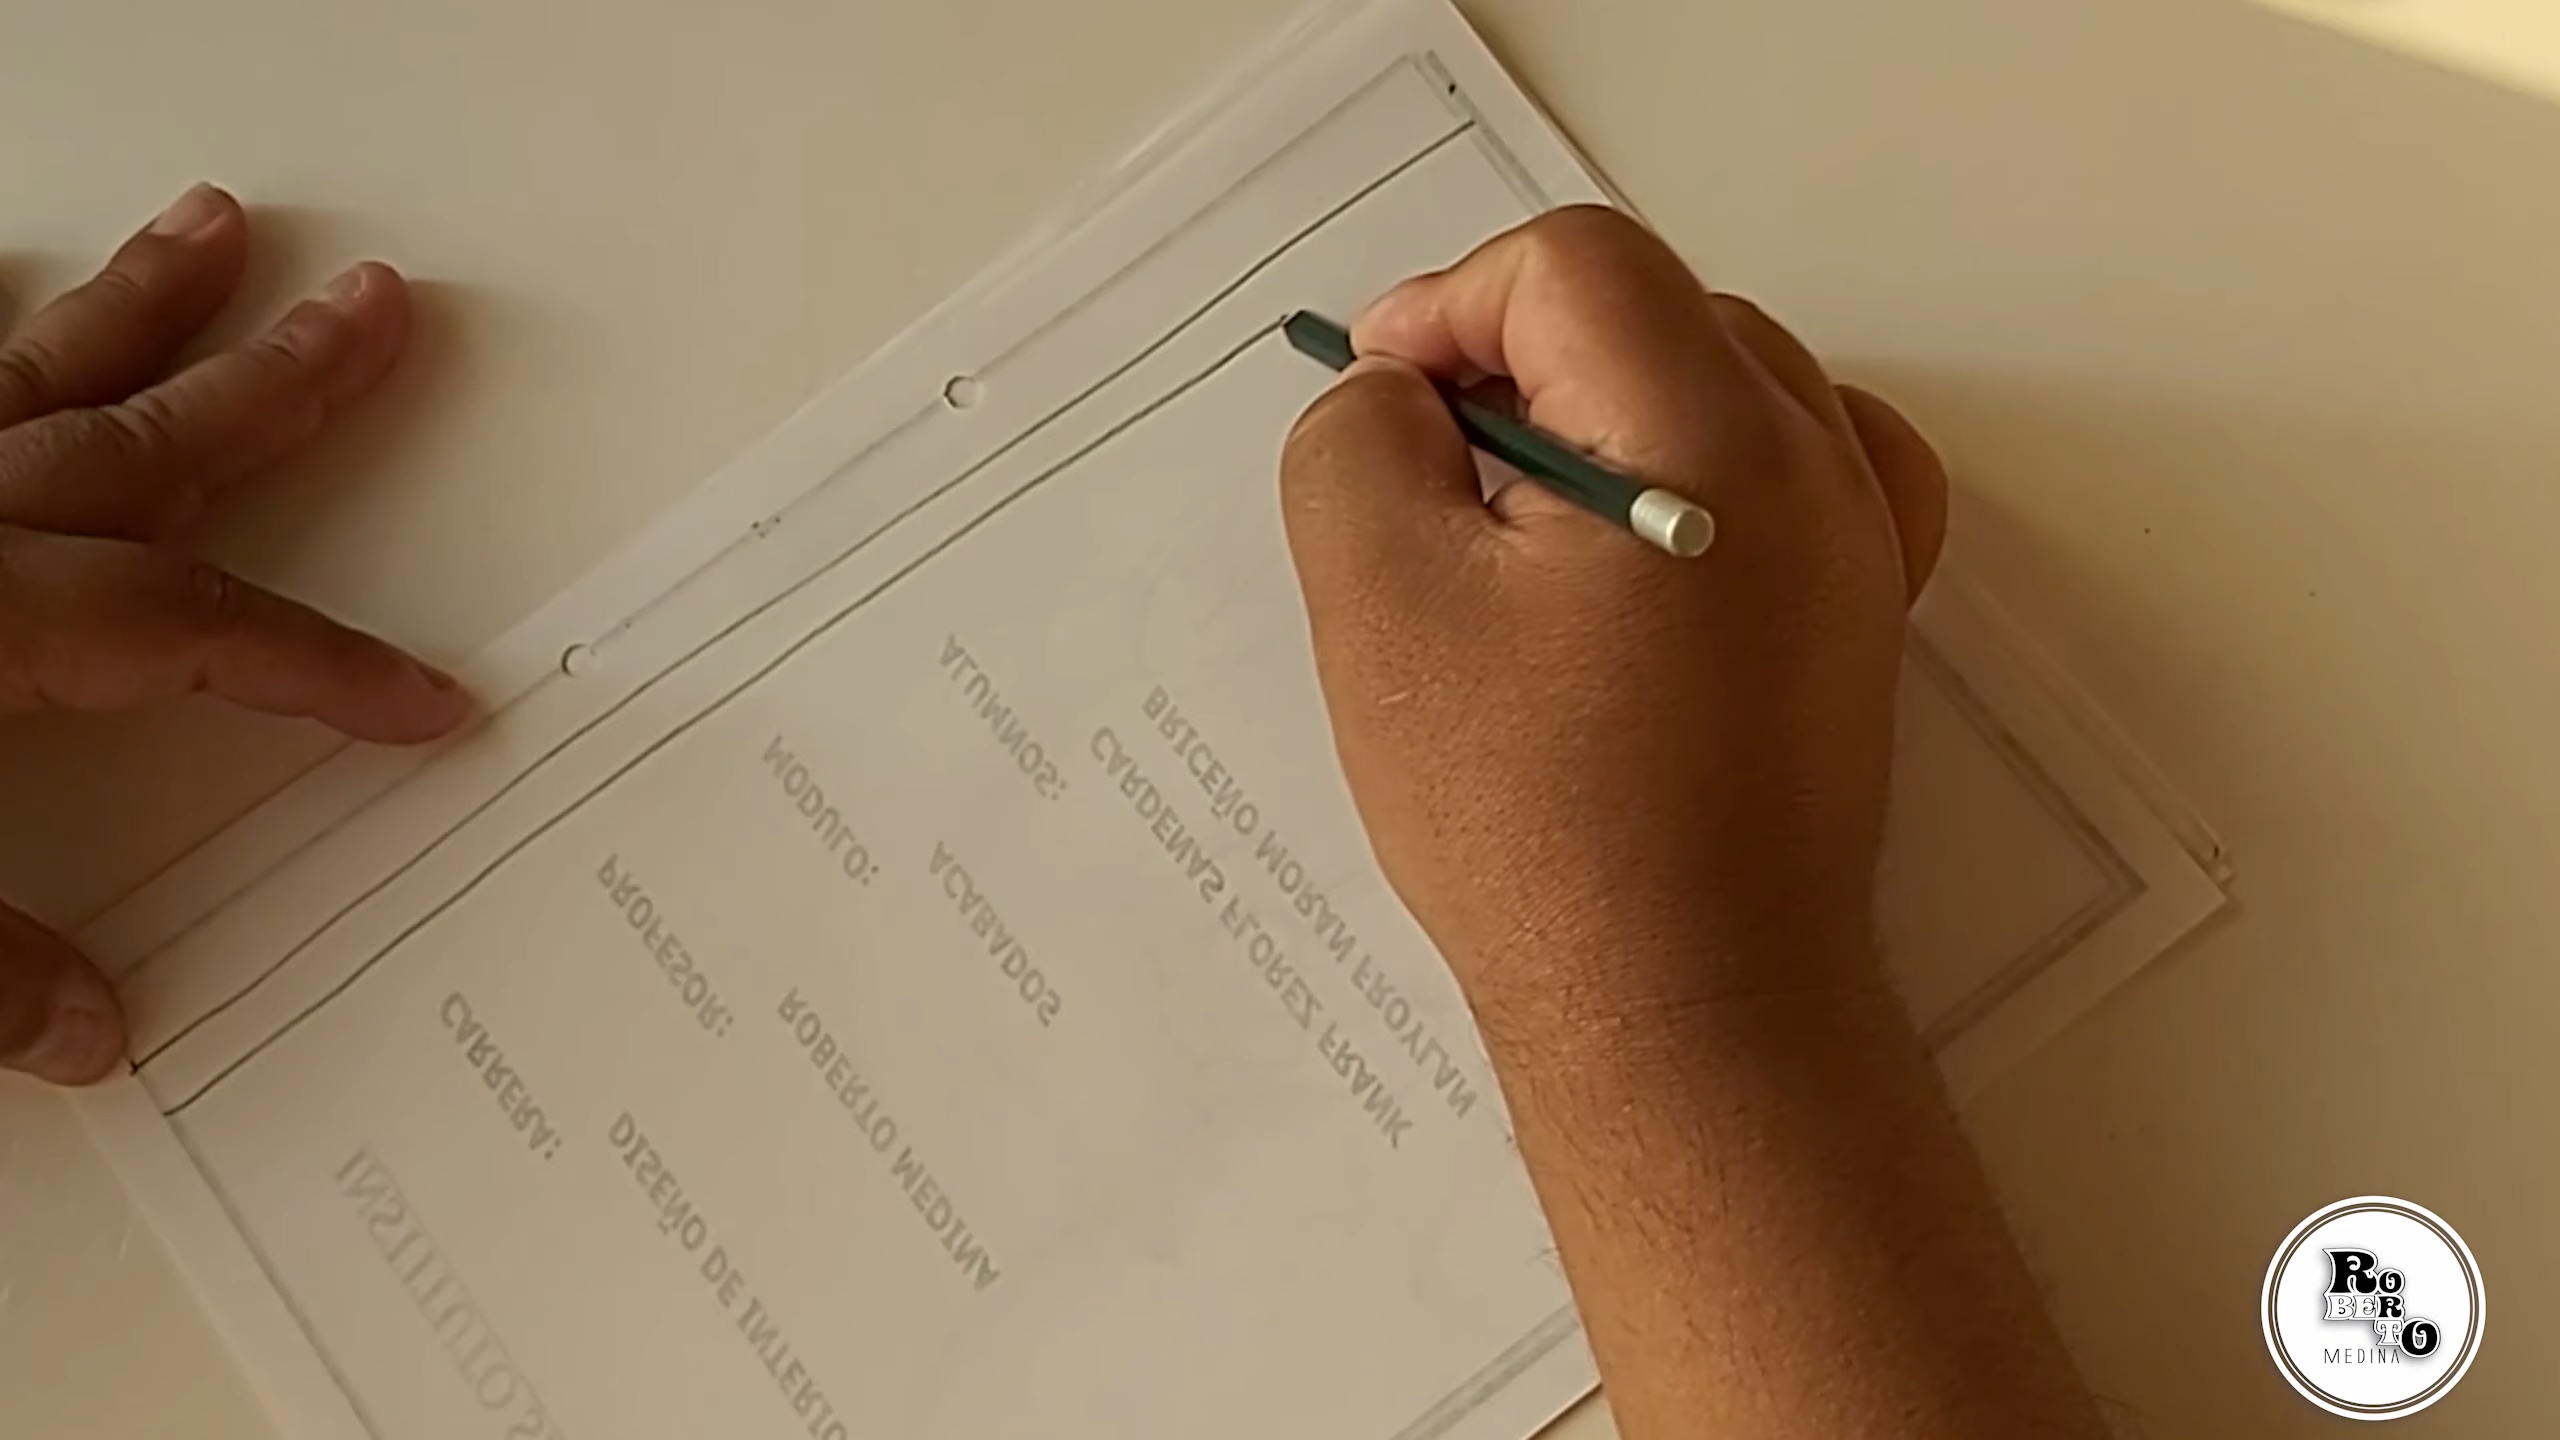 INSTITUTO S
CARRERA: DISEÑO DE INTERIO
PROFESOR: ROBERTO MEDINA
MODULO: ACABADOS
ALUMNOS: CARDENAS FLOREZ FRANK
BRICEÑO MORAN FROYLAN
ROBERTO
MEDINA